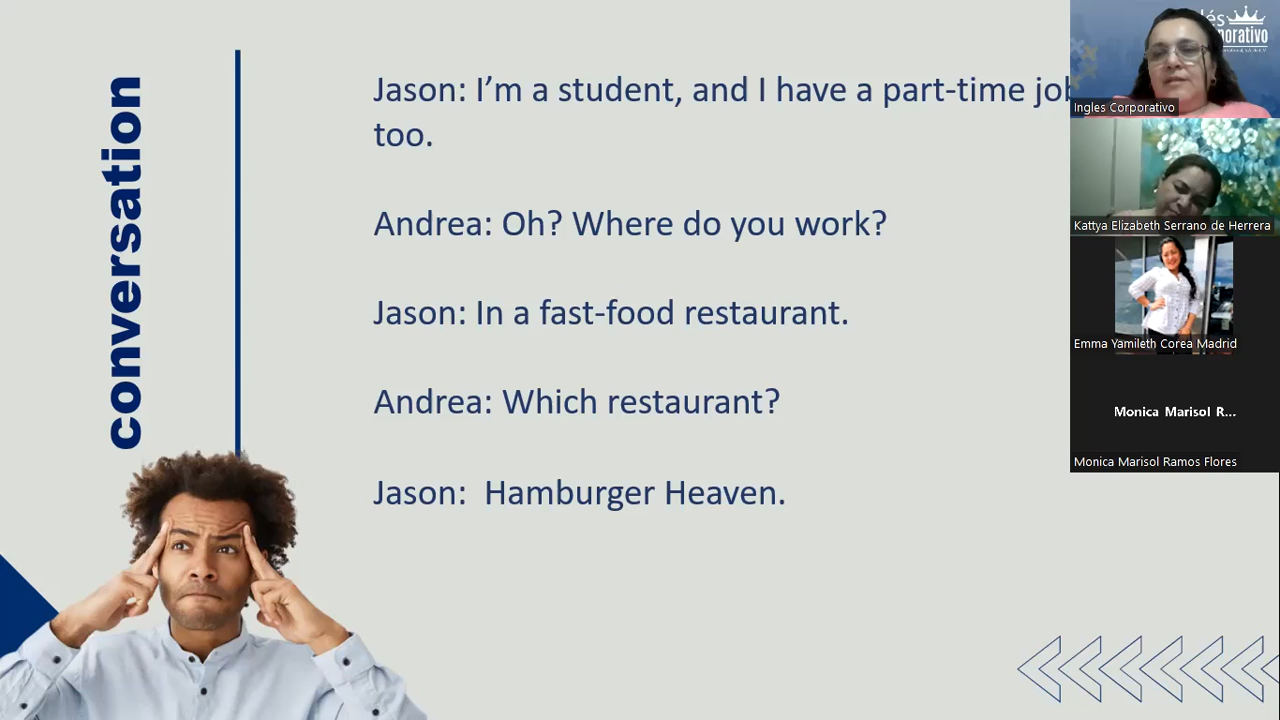 conversation
Jason: I’m a student, and I have a part-time job
too.
Andrea: Oh? Where do you work?
Jason: In a fast-food restaurant.
Andrea: Which restaurant?
Jason: Hamburger Heaven.
Ingles Corporativo
Kattya Elizabeth Serrano de Herrera
Emma Yamileth Corea Madrid
Monica Marisol R...
Monica Marisol Ramos Flores